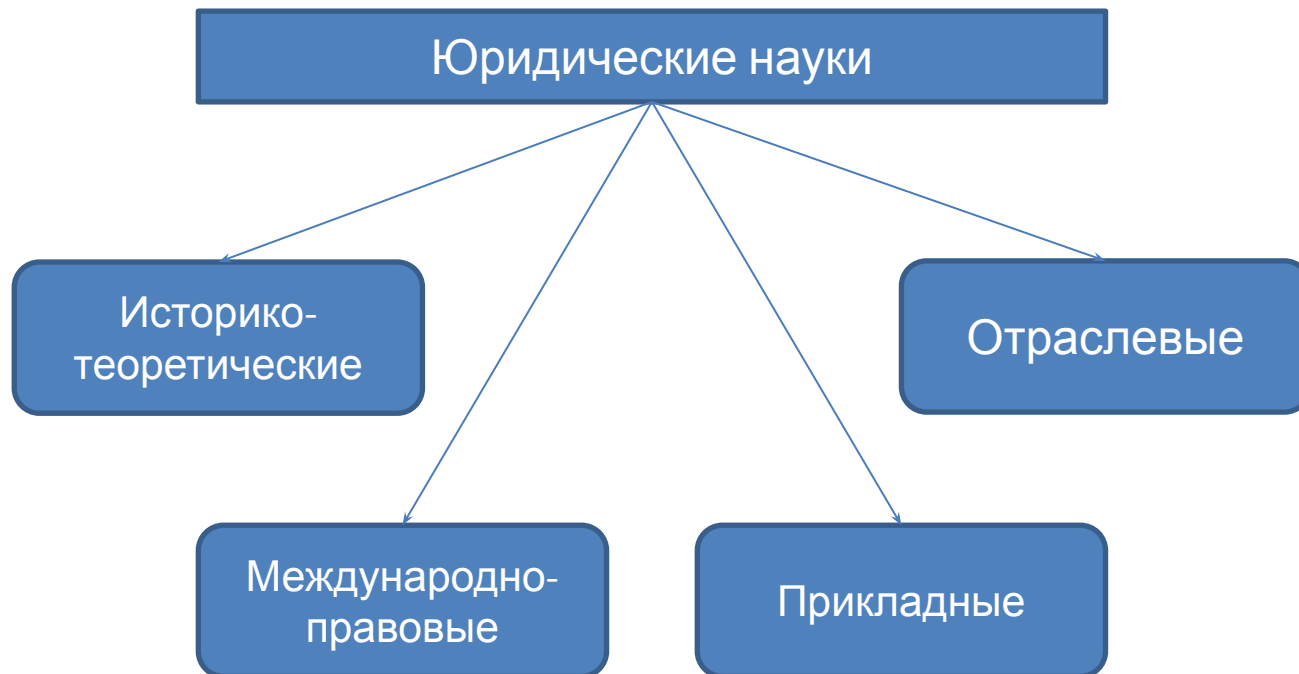 Юридические науки
Историко-
теоретические
Отраслевые
Международно-
правовые
Прикладные